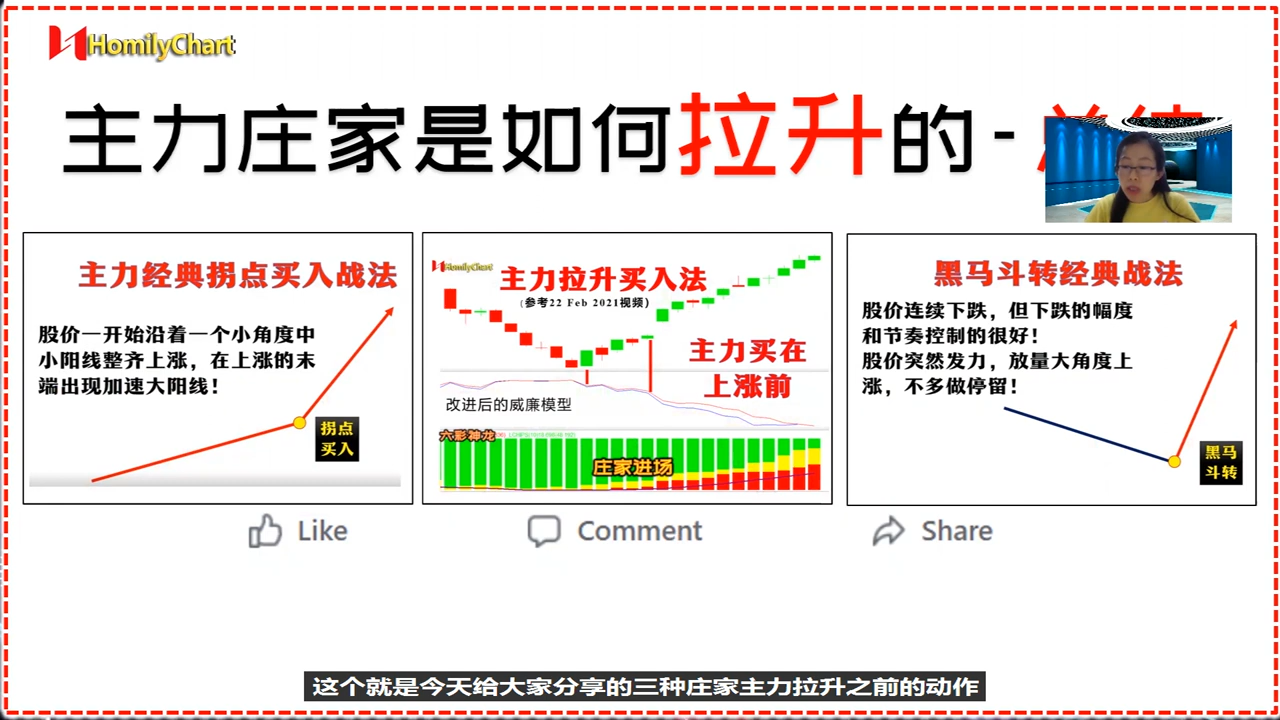 HomilyChart
主力庄家是如何拉升的 -
主力经典拐点买入战法
股价一开始沿着一个小角度中
小阳线整齐上涨，在上涨的末
端出现加速大阳线！
拐点
买入
HomilyChart
主力拉升买入法
(参考22 Feb 2021视频)
主力买在
上涨前
改进后的威廉模型
六彩神龙
庄家进场
黑马斗转经典战法
股价连续下跌，但下跌的幅度
和节奏控制的很好！
股价突然发力，放量大角度上
涨，不多做停留！
黑马
斗转
Like
Comment
Share
这个就是今天给大家分享的三种庄家主力拉升之前的动作